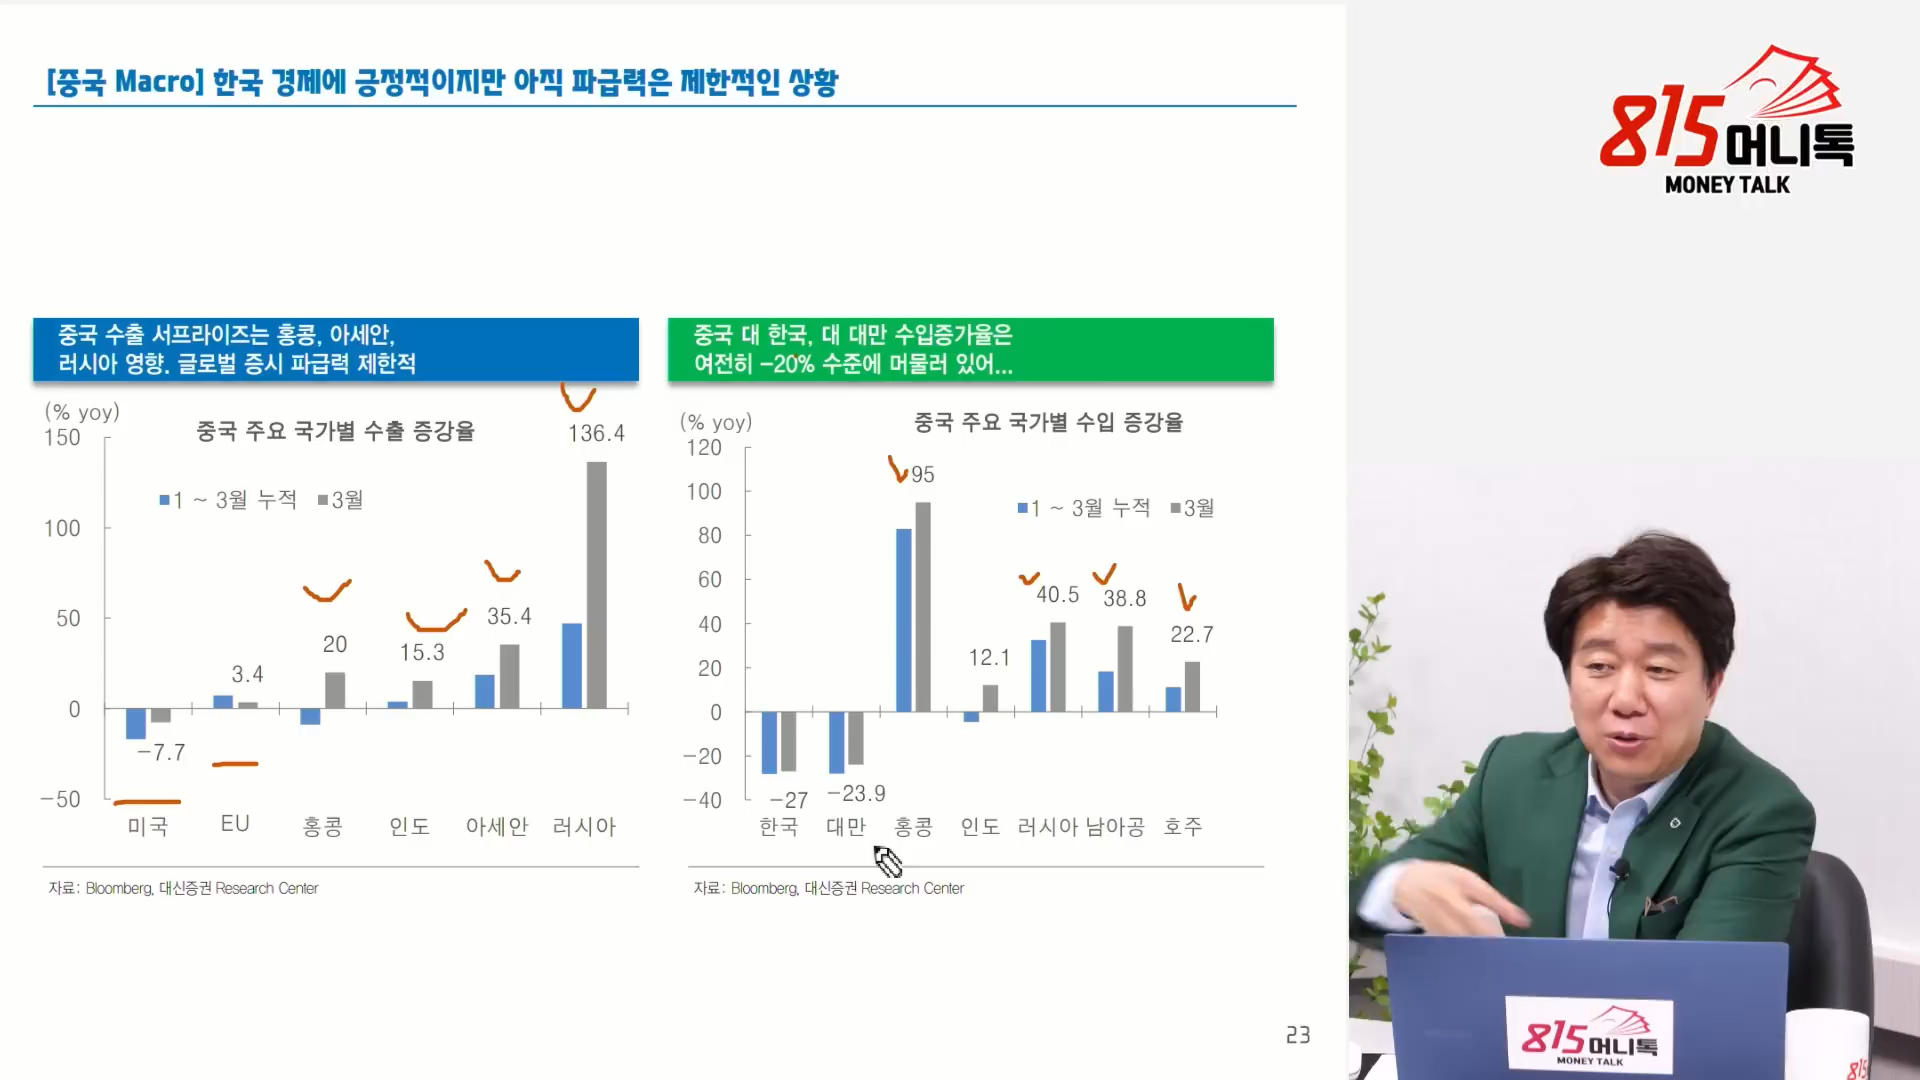 [중국 Macro] 한국 경제에 긍정적이지만 아직 파급력은 제한적인 상황
815머니톡
MONEY TALK
중국 수출 서프라이즈는 홍콩, 아세안,
러시아 영향. 글로벌 증시 파급력 제한적
(% yoy)
중국 주요 국가별 수출 증감율
1 ~ 3월 누적 3월
150
100
50
0
-50
-7.7
3.4
20
15.3
35.4
136.4
미국 EU 홍콩 인도 아세안 러시아
자료: Bloomberg, 대신증권 Research Center
중국 대 한국, 대 대만 수입증가율은
여전히 -20% 수준에 머물러 있어...
(% yoy)
중국 주요 국가별 수입 증감율
1 ~ 3월 누적 3월
120
100
80
60
40
20
0
-20
-40
-27
-23.9
95
12.1
40.5
38.8
22.7
한국 대만 홍콩 인도 러시아 남아공 호주
자료: Bloomberg, 대신증권 Research Center
23
815머니톡
MONEY TALK
815